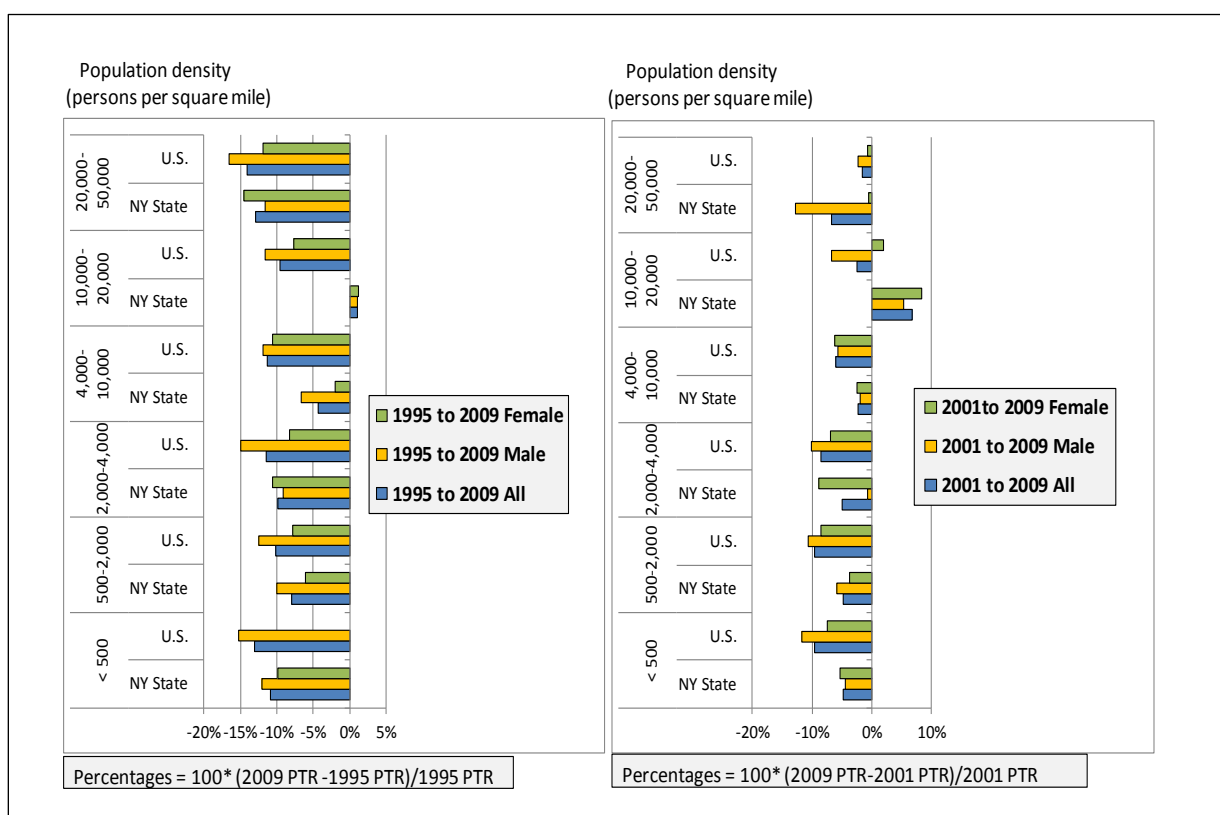 Population density
(persons per square mile)
20,000-
50,000
U.S.
NY State
10,000-
20,000
U.S.
NY State
4,000-
10,000
U.S.
NY State
2,000-4,000
U.S.
NY State
500-2,000
U.S.
NY State
< 500
U.S.
NY State
-20% -15% -10% -5% 0% 5%
1995 to 2009 Female
1995 to 2009 Male
1995 to 2009 All
Percentages = 100* (2009 PTR -1995 PTR)/1995 PTR
Population density
(persons per square mile)
20,000-
50,000
U.S.
NY State
10,000-
20,000
U.S.
NY State
4,000-
10,000
U.S.
NY State
2,000-4,000
U.S.
NY State
500-2,000
U.S.
NY State
< 500
U.S.
NY State
-20% -10% 0% 10%
2001to 2009 Female
2001 to 2009 Male
2001 to 2009 All
Percentages = 100* (2009 PTR-2001 PTR)/2001 PTR